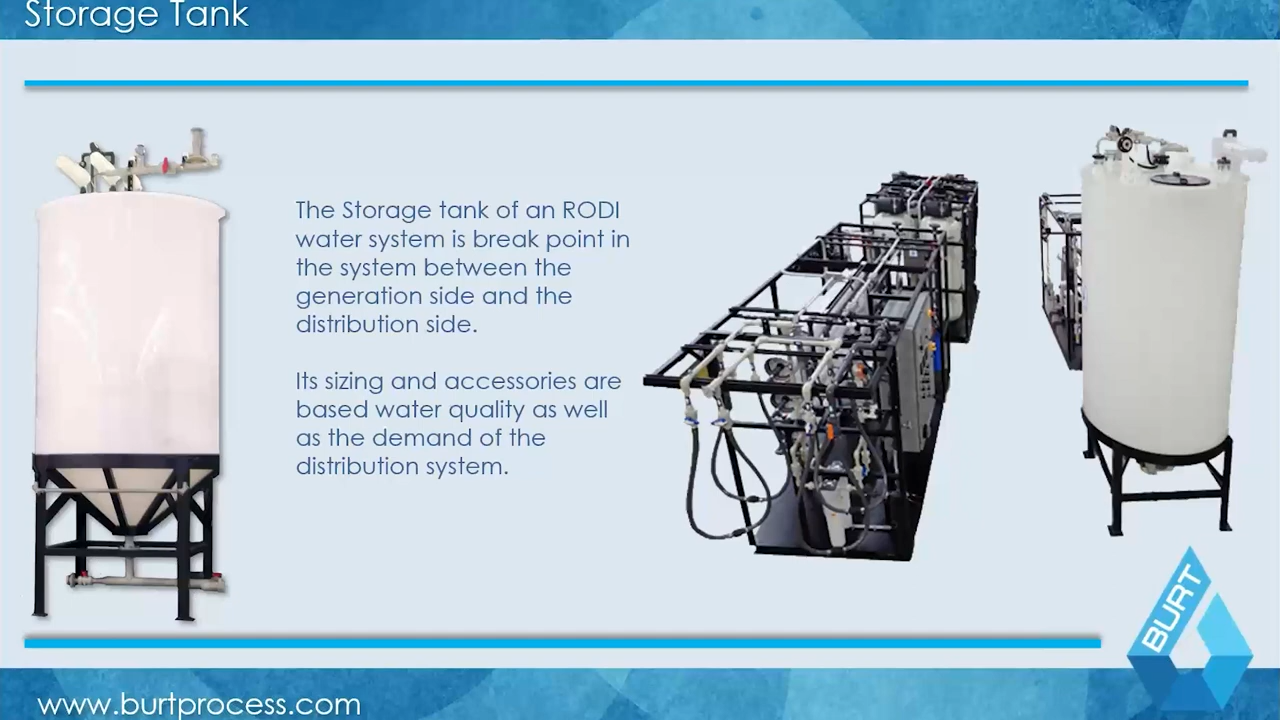 Storage Tank
The Storage tank of an RODI
water system is break point in
the system between the
generation side and the
distribution side.
Its sizing and accessories are
based water quality as well
as the demand of the
distribution system.
BURT
www.burtprocess.com